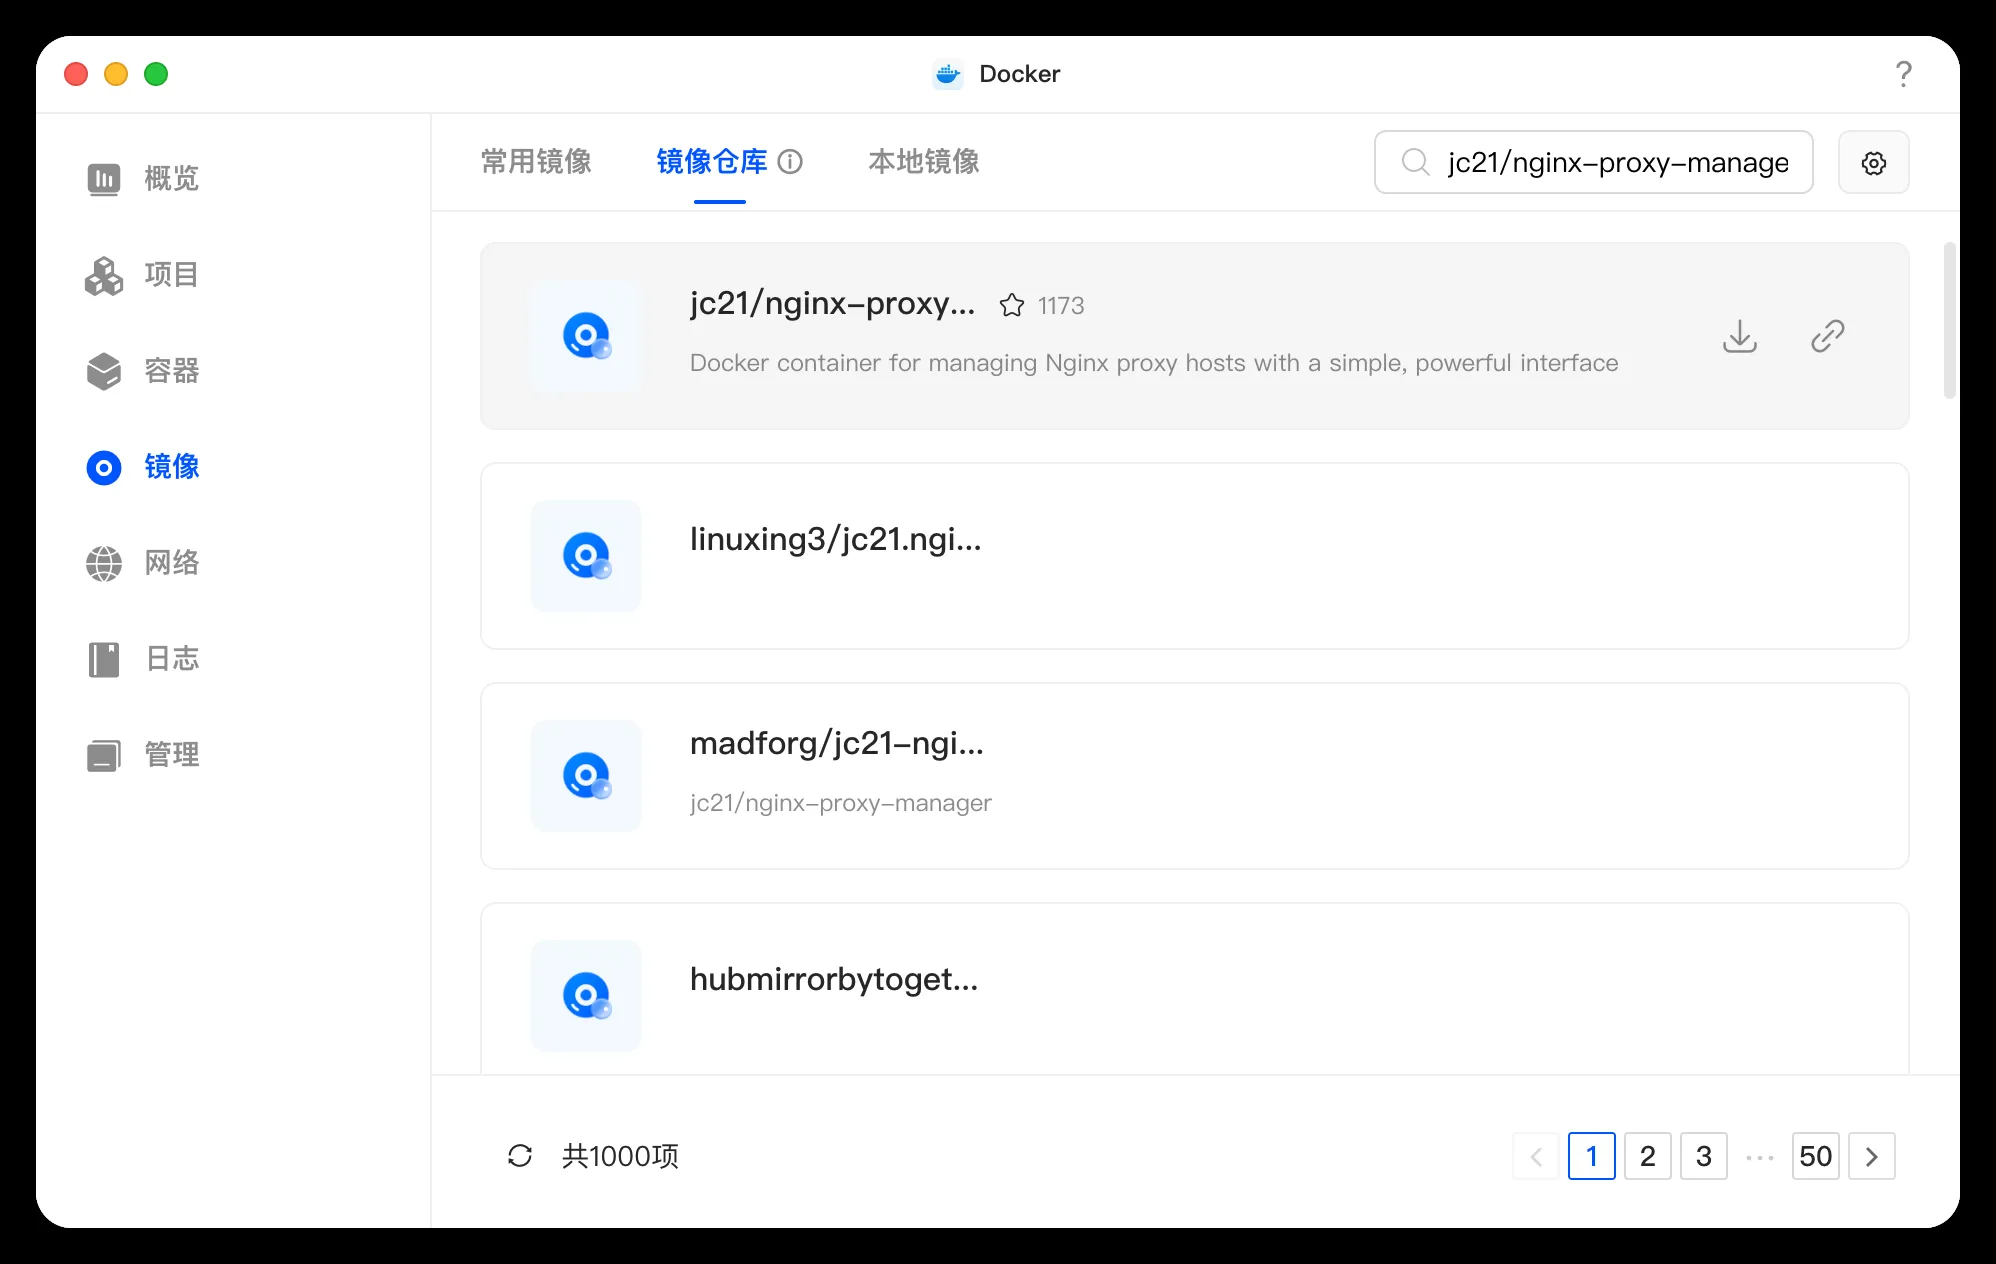 Docker
?
概览
项目
容器
镜像
网络
日志
管理
常用镜像
镜像仓库
本地镜像
jc21/nginx-proxy-manage
jc21/nginx-proxy...
1173
Docker container for managing Nginx proxy hosts with a simple, powerful interface
linuxing3/jc21.ngi...
madforg/jc21-ngi...
jc21/nginx-proxy-manager
hubmirrorbytoget...
共1000项
1 2 3 ··· 50